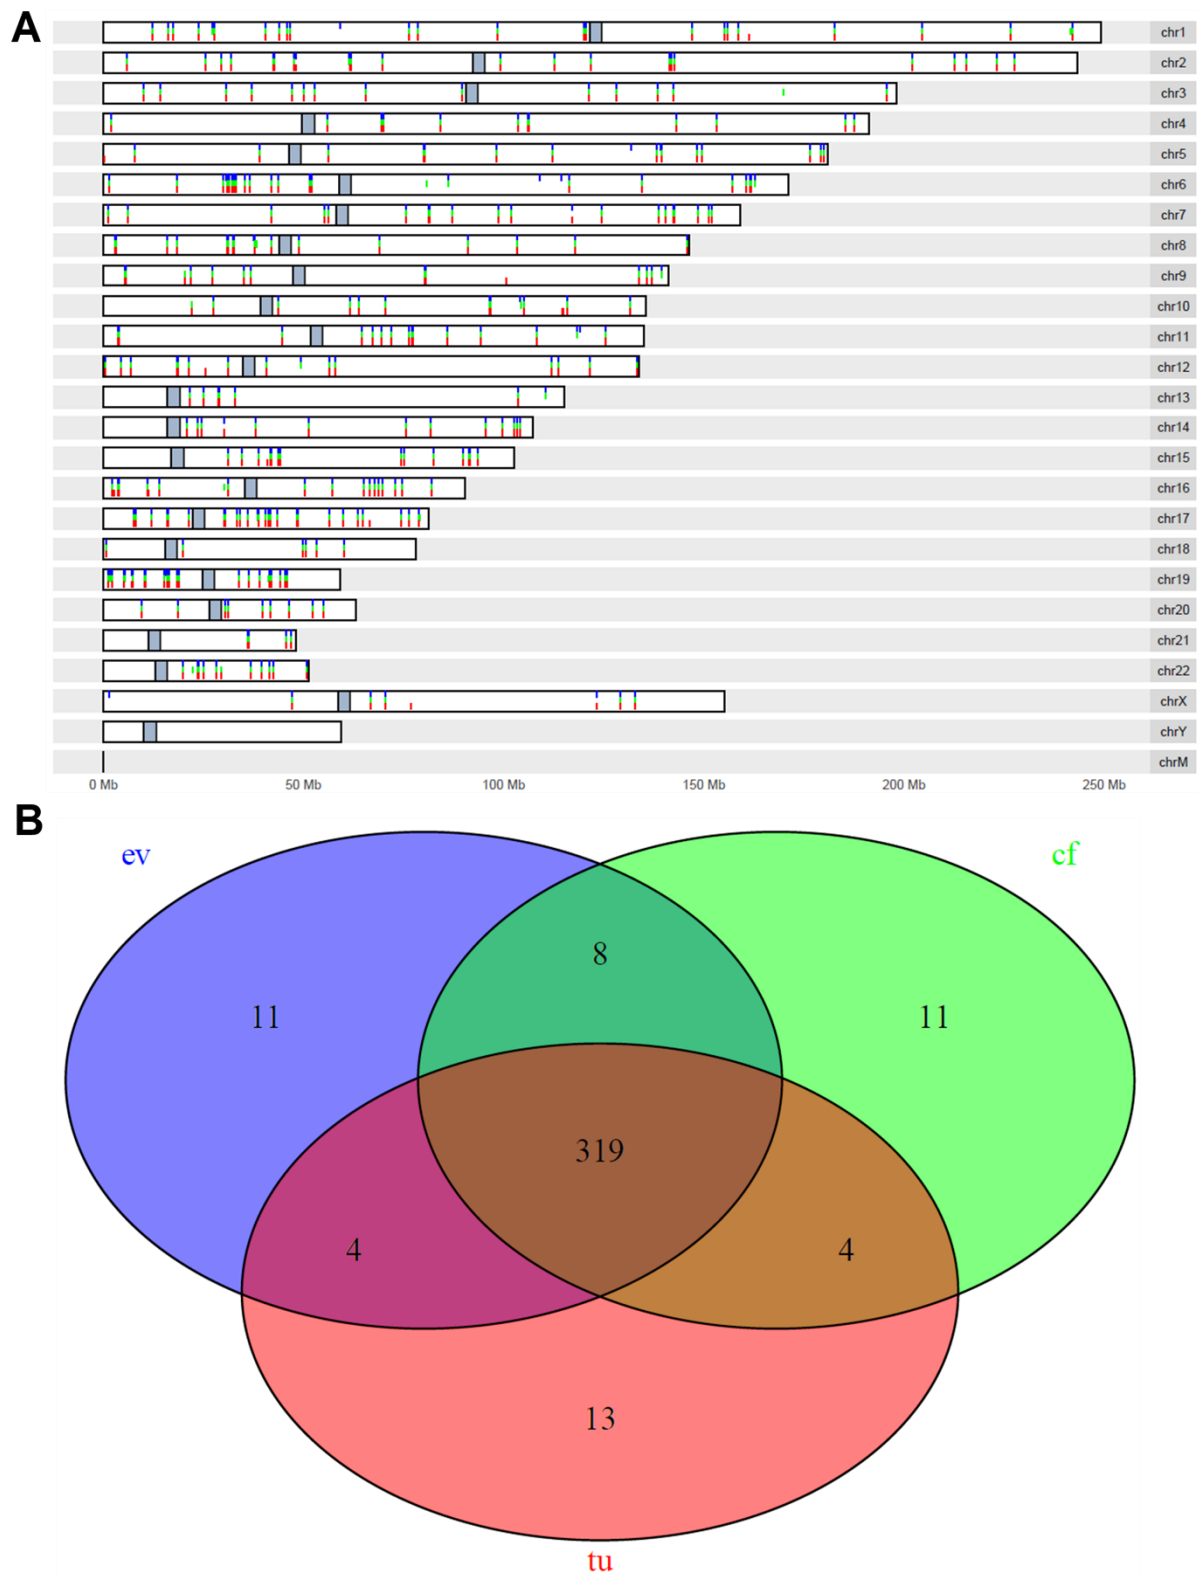 A
chr1
chr2
chr3
chr4
chr5
chr6
chr7
chr8
chr9
chr10
chr11
chr12
chr13
chr14
chr15
chr16
chr17
chr18
chr19
chr20
chr21
chr22
chrX
chrY
chrM
0 Mb 50 Mb 100 Mb 150 Mb 200 Mb 250 Mb
B
ev cf
8
11 11
319
4 4
13
tu